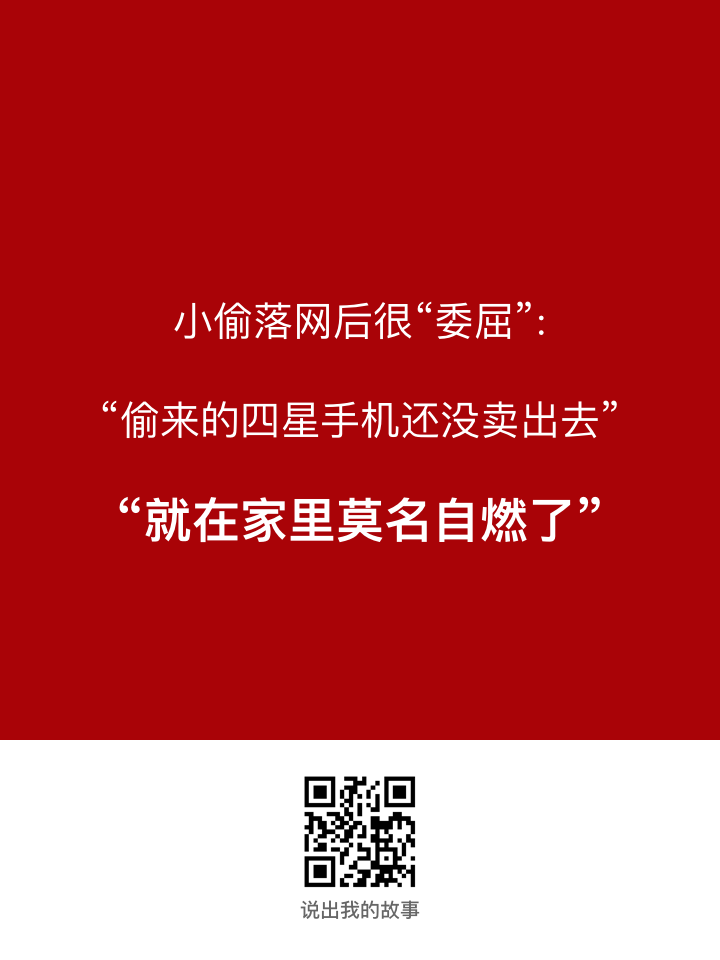 小偷落网后很“委屈”:
“偷来的四星手机还没卖出去”
“就在家里莫名自燃了”
说出我的故事